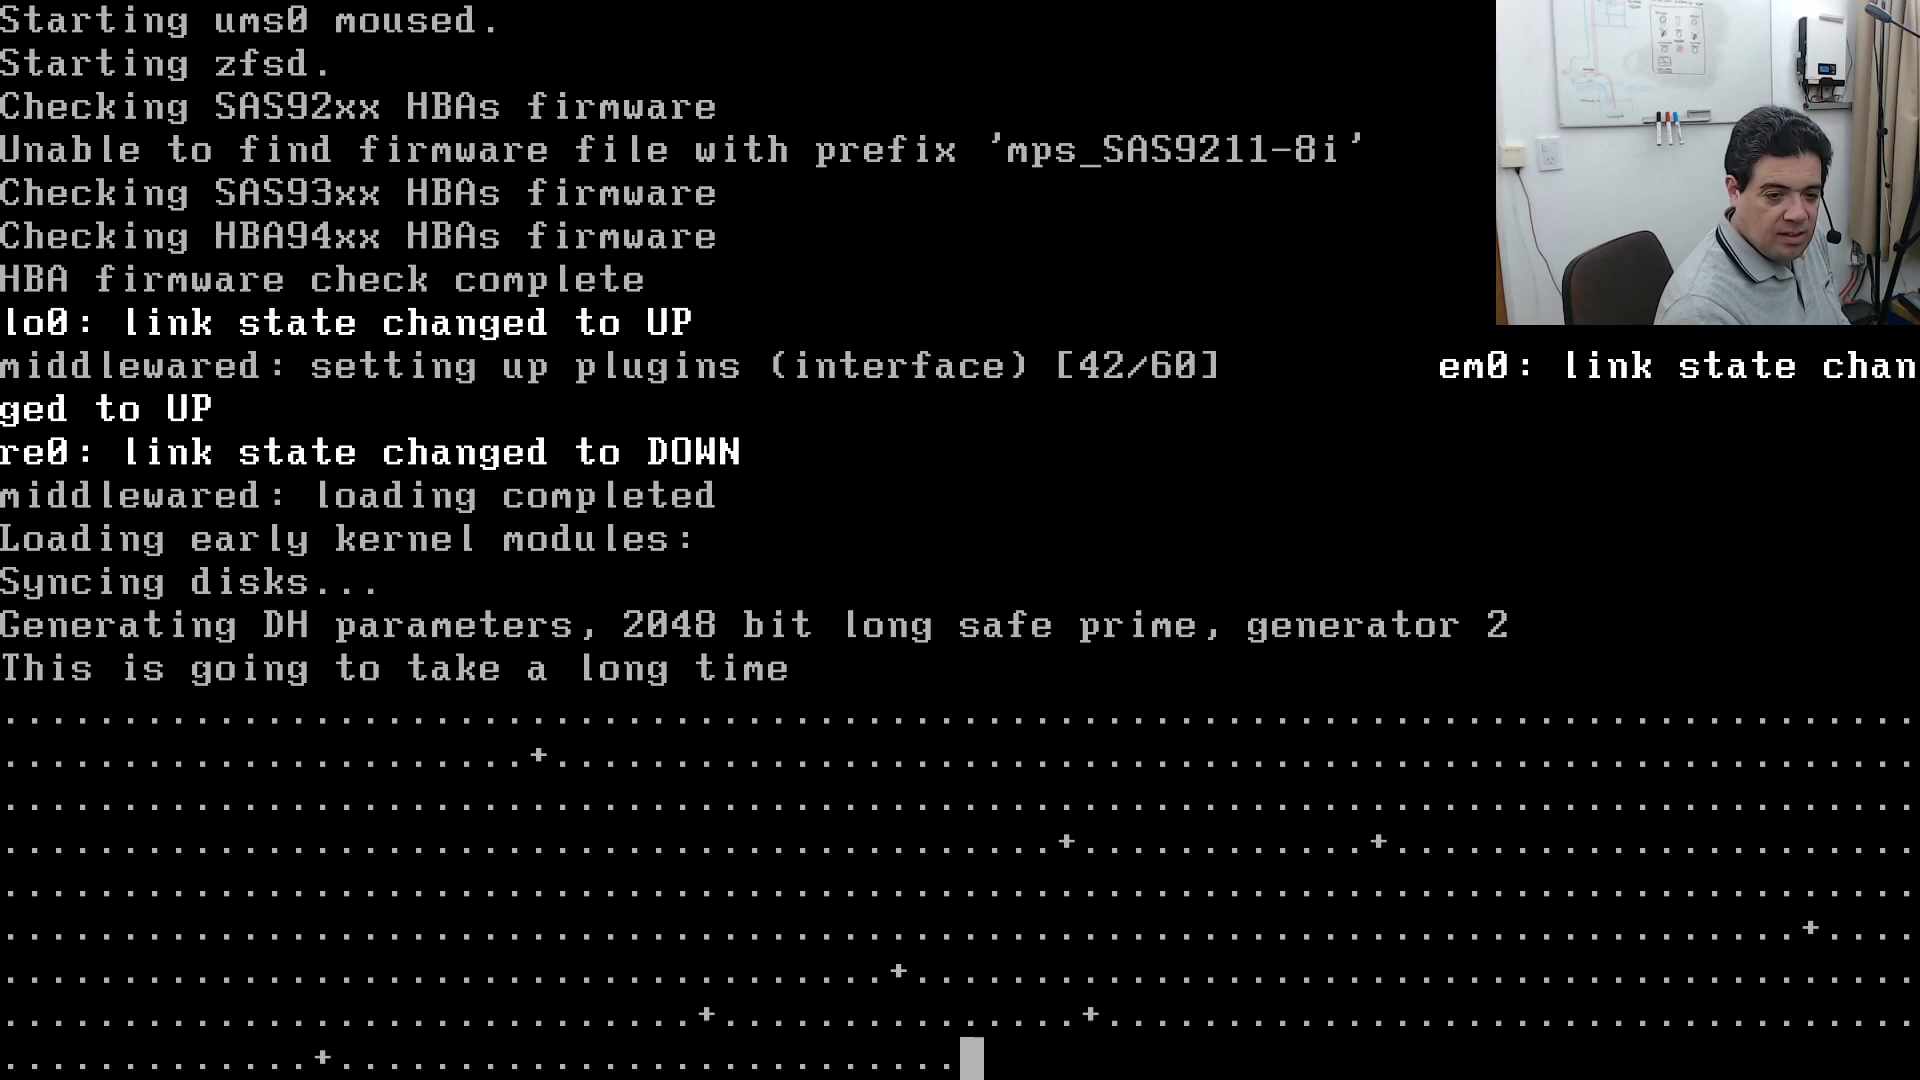 Starting ums0 moused.
Starting zfsd.
Checking SAS92xx HBAs firmware
Unable to find firmware file with prefix 'mps_SAS9211-8i'
Checking SAS93xx HBAs firmware
Checking HBA94xx HBAs firmware
HBA firmware check complete
lo0: link state changed to UP
middlewared: setting up plugins (interface) [42/60] em0: link state chan
ged to UP
re0: link state changed to DOWN
middlewared: loading completed
Loading early kernel modules:
Syncing disks...
Generating DH parameters, 2048 bit long safe prime, generator 2
This is going to take a long time
................................................................................
......................+.........................................................
................................................................................
............................................+............+......................
................................................................................
...........................................................................+....
.....................................+..........................................
.............................+...............+..................................
.............+..........................